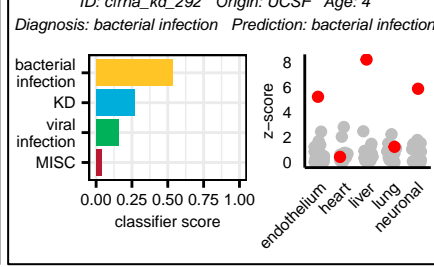 ID: cfrna_kd_292 Origin: UCSF Age: 4
Diagnosis: bacterial infection Prediction: bacterial infection
bacterial
infection
KD
viral
infection
MISC
0.00 0.25 0.50 0.75 1.00
classifier score
z-score
8
6
4
2
0
endothelium
heart
liver
lung
neuronal